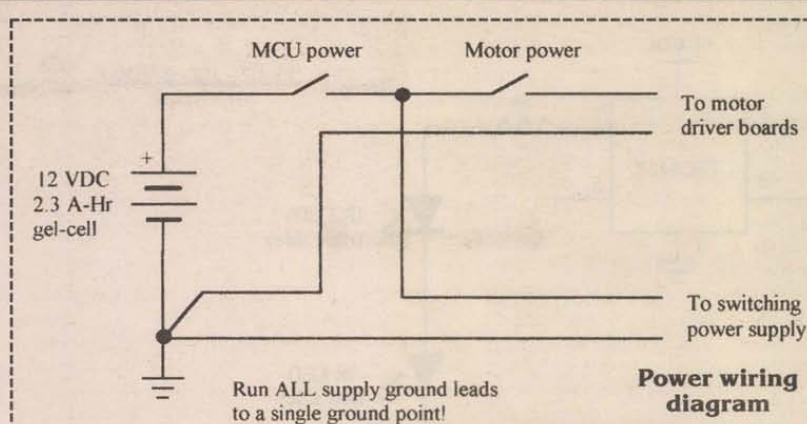 MCU power
Motor power
To motor
driver boards
+
12 VDC
2.3 A-Hr
gel-cell
To switching
power supply
Run ALL supply ground leads
to a single ground point!
Power wiring
diagram